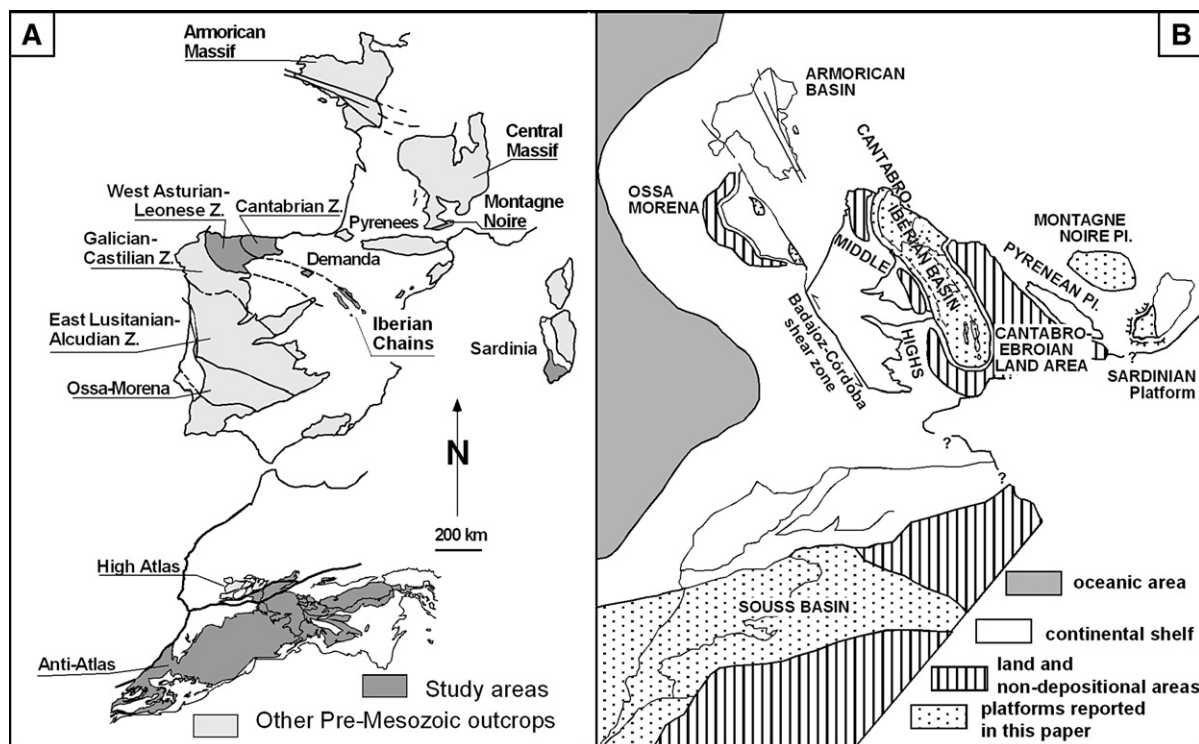 A
Armorican
Massif
Central
Massif
West Asturian-
Leonese Z.
Cantabrian Z.
Montagne
Noire
Pyrenees
Galician-
Castilian Z.
Demanda
East Lusitanian-
Alcudian Z.
Iberian
Chains
Sardinia
Ossa-Morena
N
200 km
High Atlas
Anti-Atlas
Study areas
Other Pre-Mesozoic outcrops
B
ARMORICAN
BASIN
CANTABRO-
IBERIAN BASIN
OSSA
MORENA
MONTAGNE
NOIRE Pl.
MIDDLE
HIGHS
PYRENEAN Pl.
Badajoz-Córdoba
shear zone
CANTABRO-
EBROIAN
LAND AREA
?
SARDINIAN
Platform
?
?
SOUSS BASIN
oceanic area
continental shelf
land and
non-depositional areas
platforms reported
in this paper